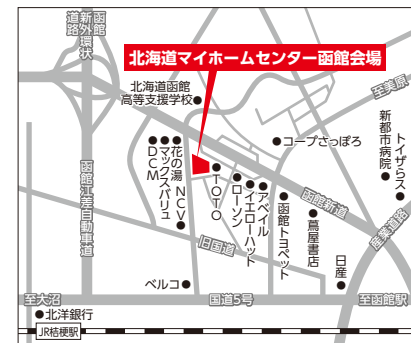 函館
新外環状
道路
北海道マイホームセンター函館会場
北海道函館
高等支援学校
至美原
コープさっぽろ
新都市病院
トイザらス
DCM
マックスバリュ
花の湯
NCV
TOTO
ローソン
イエローハット
アベイル
函館トヨペット
蔦屋書店
日産
函館新道
産業道路
函館江差自動車道
旧国道
ベルコ
至大沼
国道5号
至函館駅
北洋銀行
JR桔梗駅